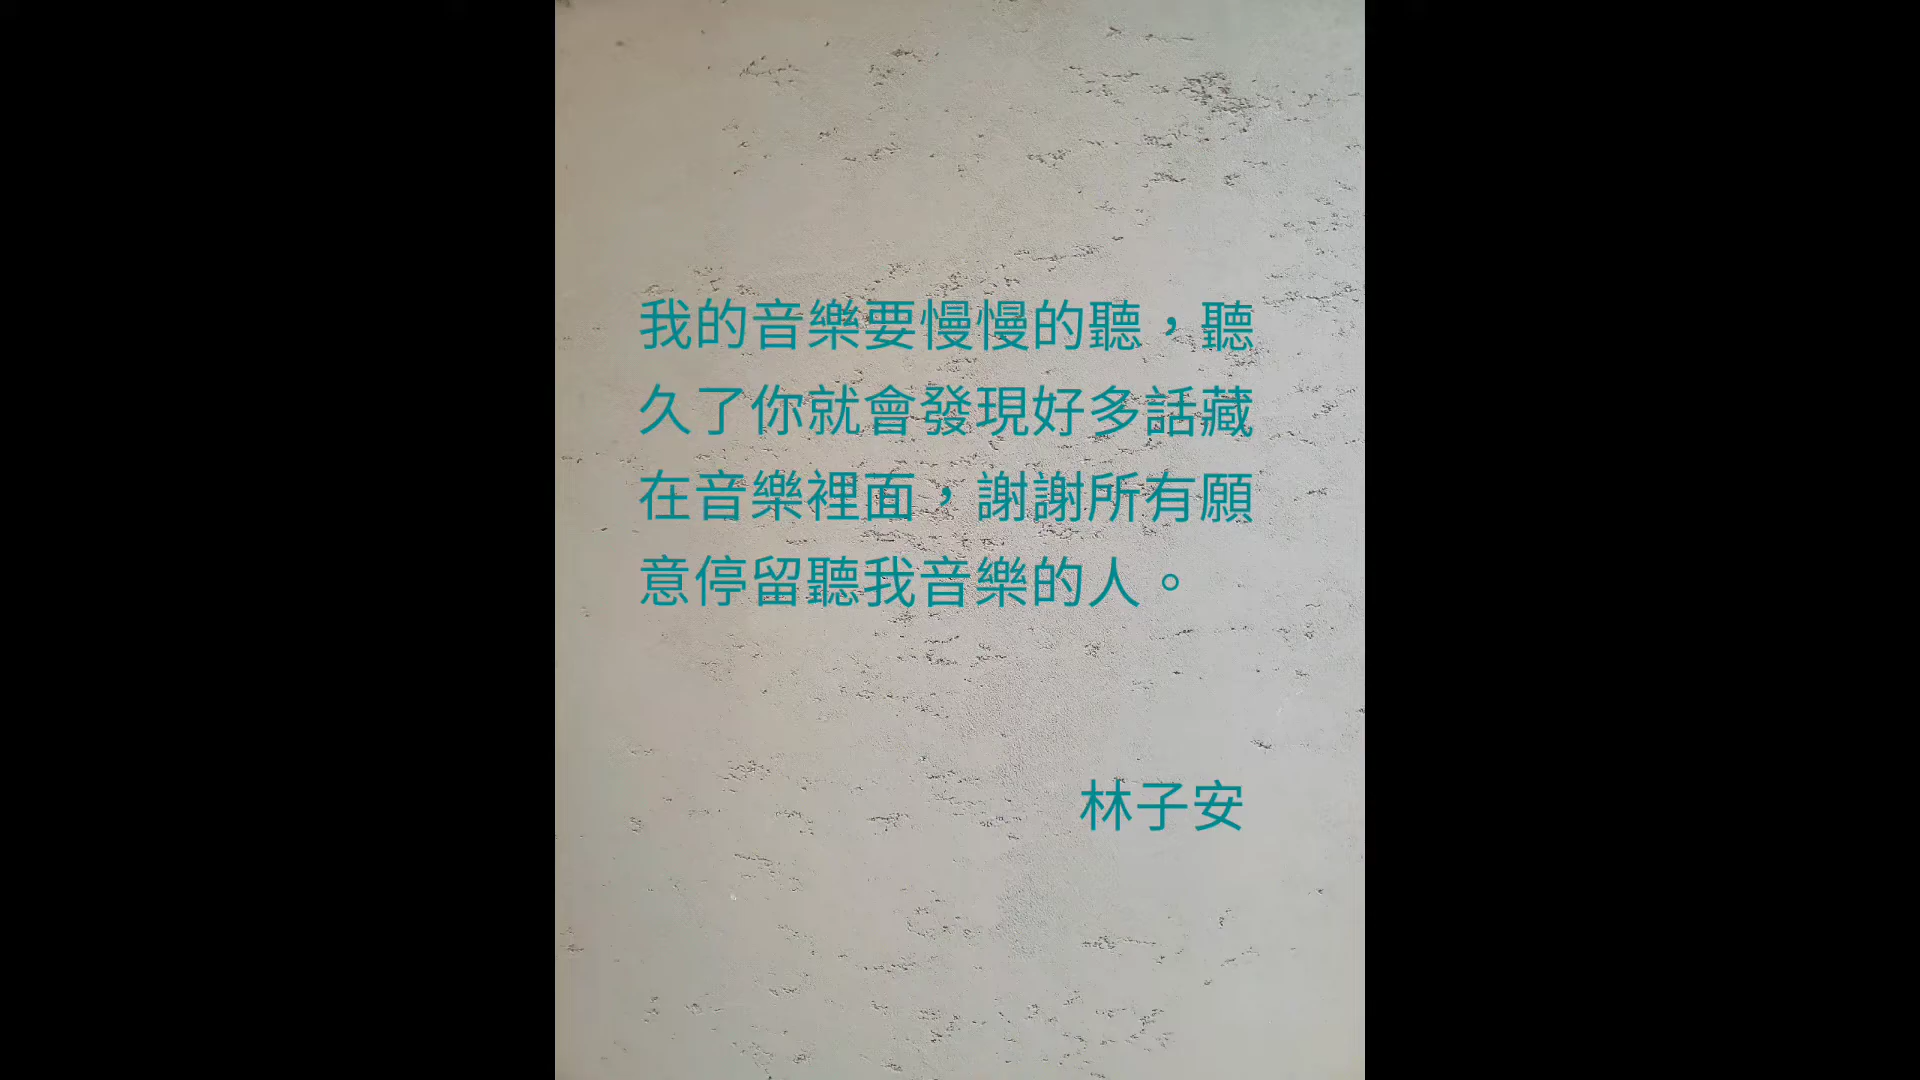 我的音樂要慢慢的聽，聽
久了你就會發現好多話藏
在音樂裡面，謝謝所有願
意停留聽我音樂的人。
林子安